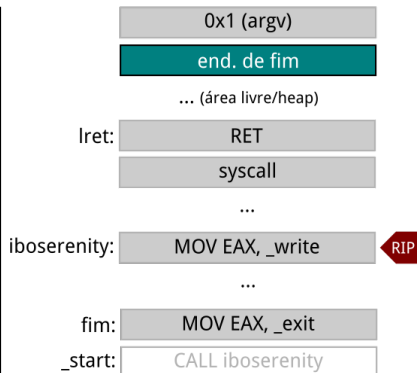 0x1 (argv)
end. de fim
... (área livre/heap)
lret: RET
syscall
...
iboserenity: MOV EAX, _write RIP
...
fim: MOV EAX, _exit
_start: CALL iboserenity